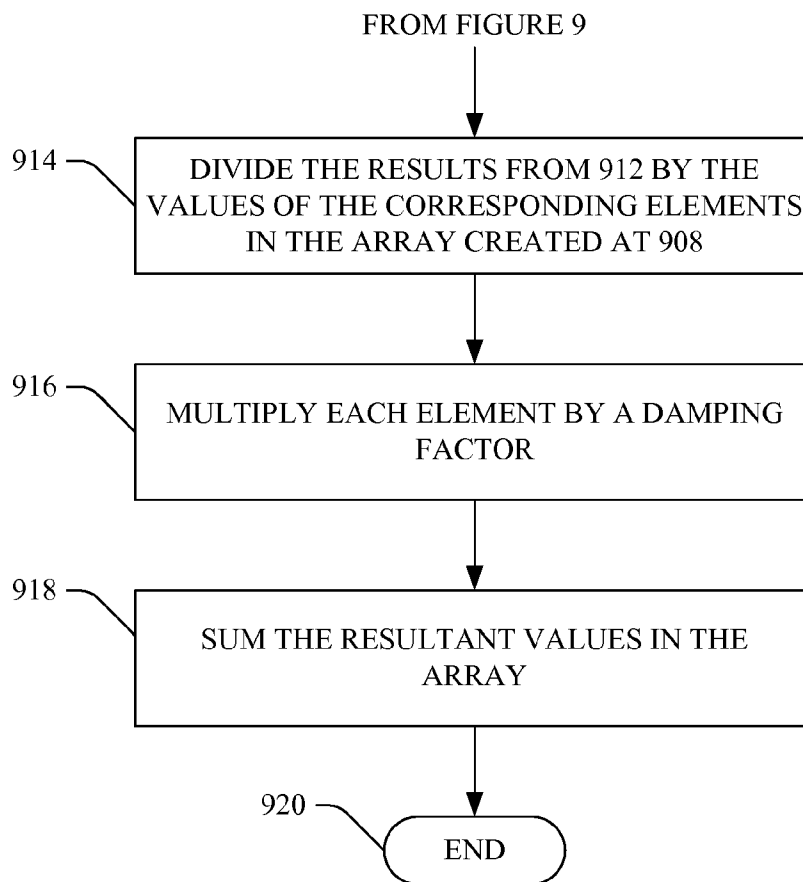 FROM FIGURE 9
914
DIVIDE THE RESULTS FROM 912 BY THE
VALUES OF THE CORRESPONDING ELEMENTS
IN THE ARRAY CREATED AT 908
916
MULTIPLY EACH ELEMENT BY A DAMPING
FACTOR
918
SUM THE RESULTANT VALUES IN THE
ARRAY
920
END